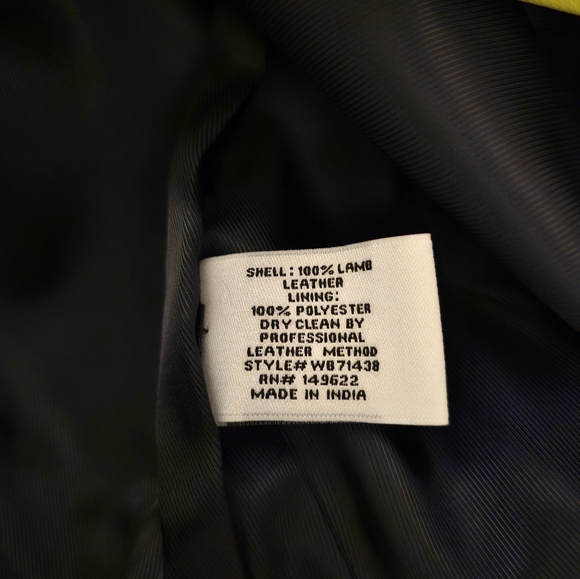 SHELL: 100% LAMB
LEATHER
LINING:
100% POLYESTER
DRY CLEAN BY
PROFESSIONAL
LEATHER METHOD
STYLE# WB71438
RN# 149622
MADE IN INDIA